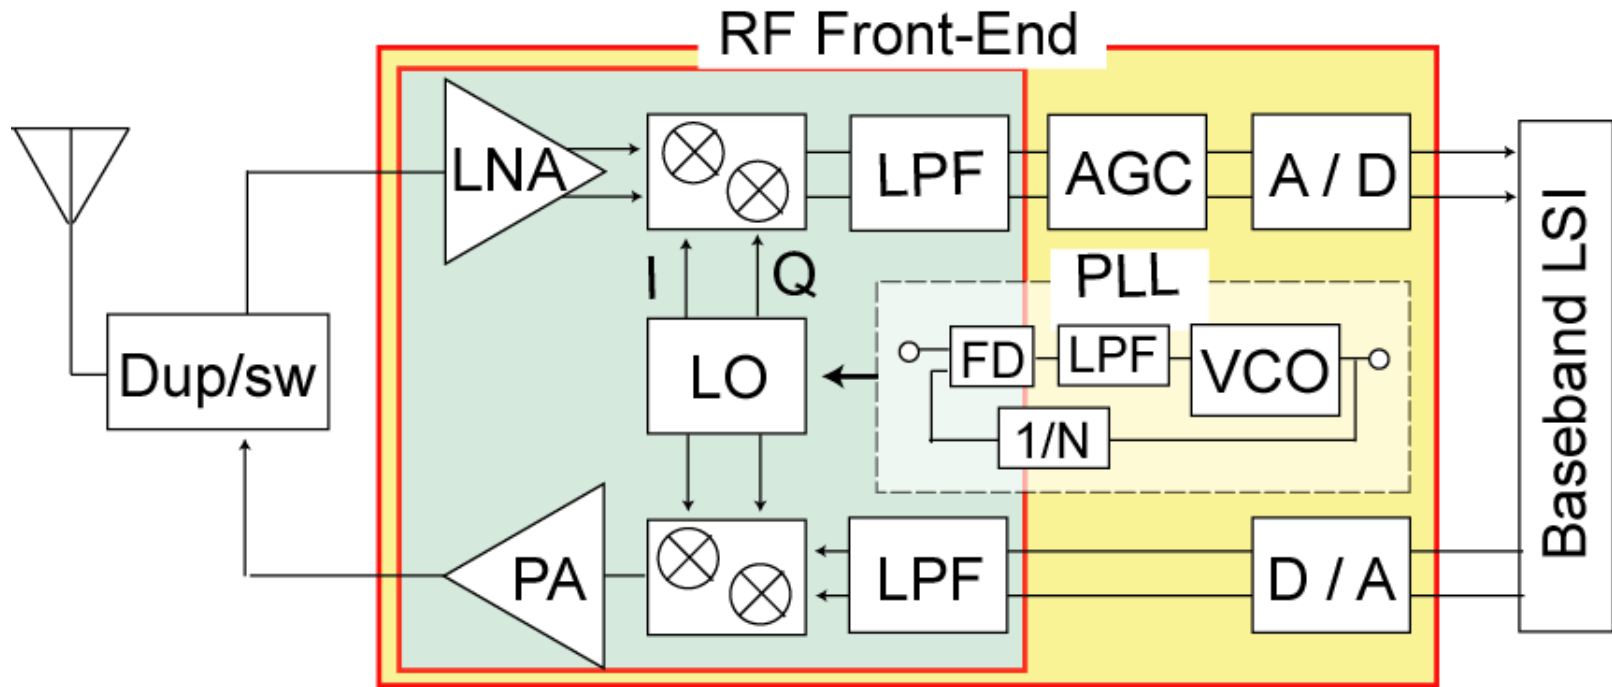 RF Front-End
LNA
LPF
AGC
A / D
I
Q
PLL
Dup/sw
LO
FD
LPF
VCO
1/N
PA
LPF
D / A
Baseband LSI